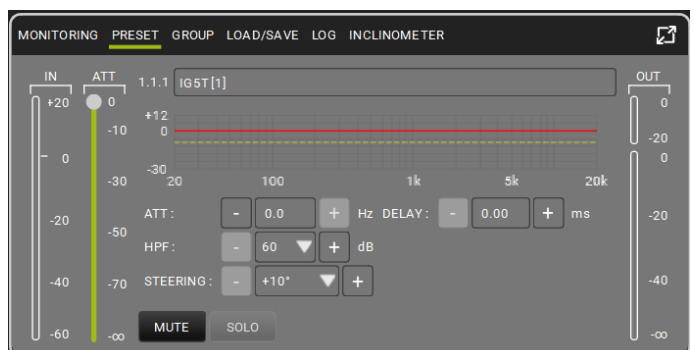 MONITORING PRESET GROUP LOAD/SAVE LOG INCLINOMETER
IN ATT 1.1.1 IG5T[1] OUT
+20 0 0
+12
-10 0 -20
0 0
-30 -30
20 100 1k 5k 20k
ATT: - 0.0 + Hz DELAY: - 0.00 + ms
-20 -20
-50
HPF: - 60 + dB
-40 -70 STEERING: - +10° + -40
MUTE SOLO
-60 -∞ -∞